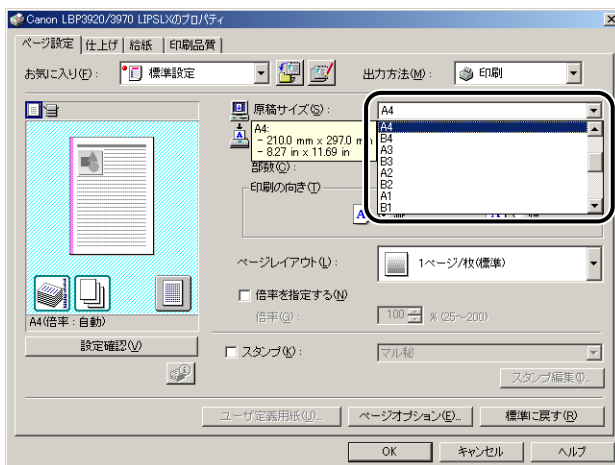 Canon LBP3920/3970 LIPSLXのプロパティ
ページ設定 仕上げ 給紙 印刷品質
お気に入り(F): 標準設定 出力方法(M): 印刷
原稿サイズ(S): A4
A4:
- 210.0 mm x 297.0 mm
- 8.27 in x 11.69 in
A4
B4
A3
B3
A2
B2
A1
B1
部数(C):
印刷の向き(T)
A
ページレイアウト(L): 1ページ/枚(標準)
倍率を指定する(N)
倍率(G): 100 % (25～200)
A4(倍率:自動)
設定確認(V)
スタンプ(K): マル秘
スタンプ編集(I)...
ユーザ定義用紙(U)... ページオプション(E)... 標準に戻す(R)
OK キャンセル ヘルプ